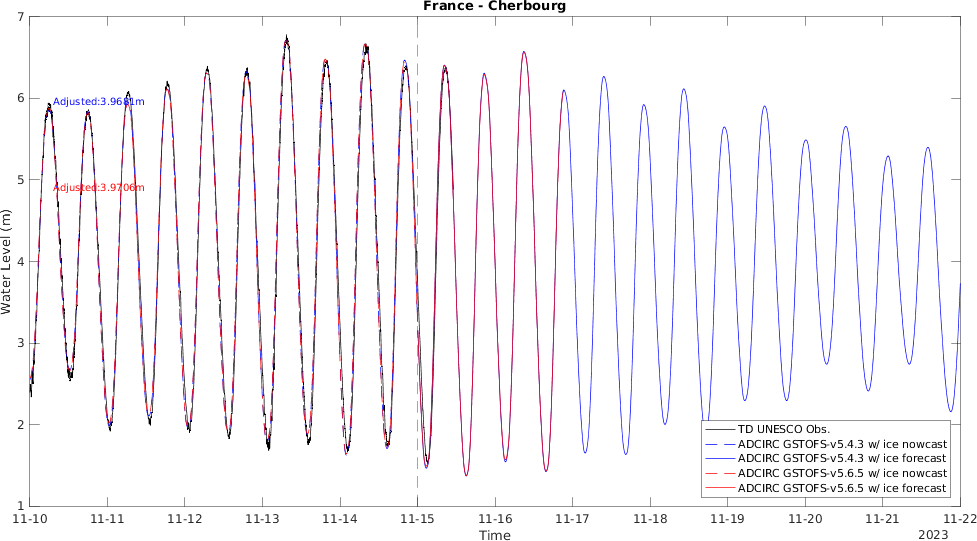 France - Cherbourg
7
6
5
4
3
2
1
Water Level (m)
Adjusted:3.9681m
Adjusted:3.9706m
TD UNESCO Obs.
ADCIRC GSTOFS-v5.4.3 w/ ice nowcast
ADCIRC GSTOFS-v5.4.3 w/ ice forecast
ADCIRC GSTOFS-v5.6.5 w/ ice nowcast
ADCIRC GSTOFS-v5.6.5 w/ ice forecast
11-10 11-11 11-12 11-13 11-14 11-15 11-16 11-17 11-18 11-19 11-20 11-21 11-22
Time
2023